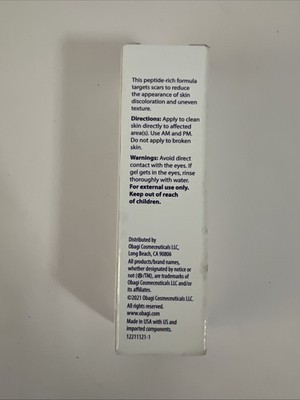 This peptide-rich formula
targets scars to reduce
the appearance of skin
discoloration and uneven
texture.
Directions: Apply to clean
skin directly to affected
area(s). Use AM and PM.
Do not apply to broken
skin.
Warnings: Avoid direct
contact with the eyes. If
gel gets in the eyes, rinse
thoroughly with water.
For external use only.
Keep out of reach
of children.
Distributed by
Obagi Cosmeceuticals LLC,
Long Beach, CA 90806
All products/brand names,
whether designated by notice or
not (®/TM), are trademarks of
Obagi Cosmeceuticals LLC and/or
its affiliates.
©2021 Obagi Cosmeceuticals LLC.
All rights reserved.
www.obagi.com
Made in USA with US and
imported components.
12211121-1